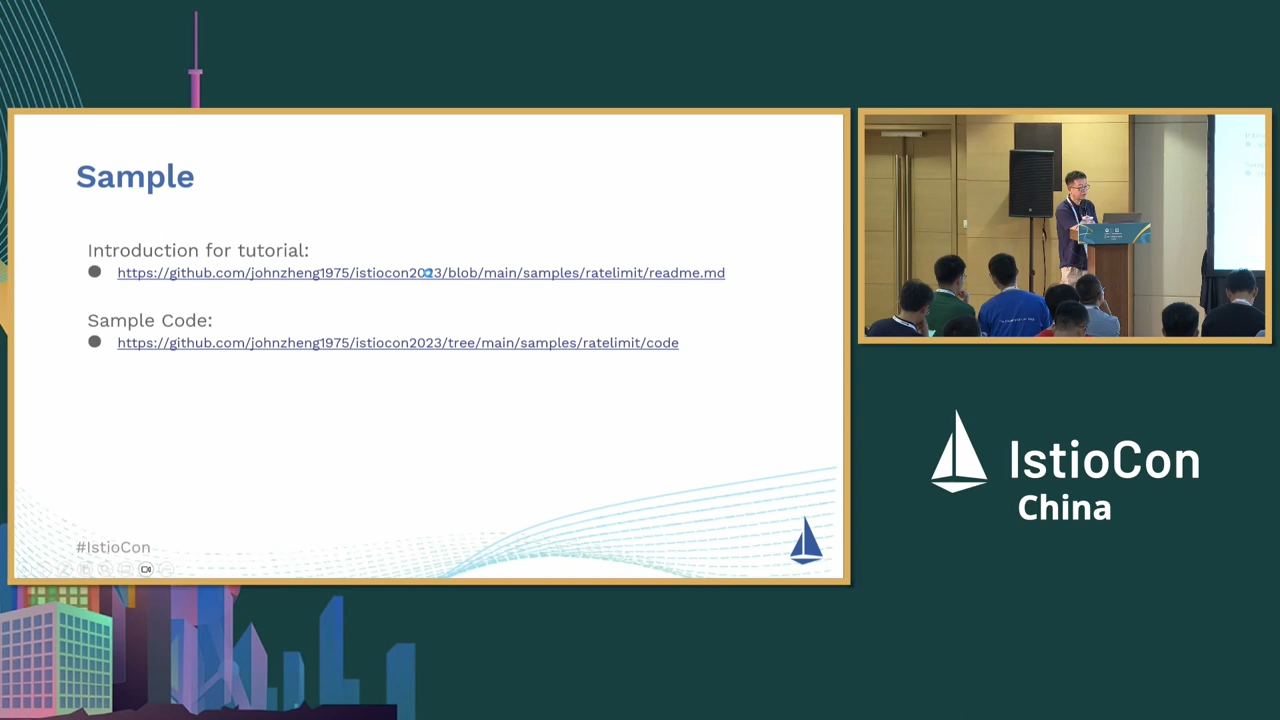 Sample
Introduction for tutorial:
https://github.com/johnzheng1975/istiocon2023/blob/main/samples/ratelimit/readme.md
Sample Code:
https://github.com/johnzheng1975/istiocon2023/tree/main/samples/ratelimit/code
#IstioCon
IstioCon
China